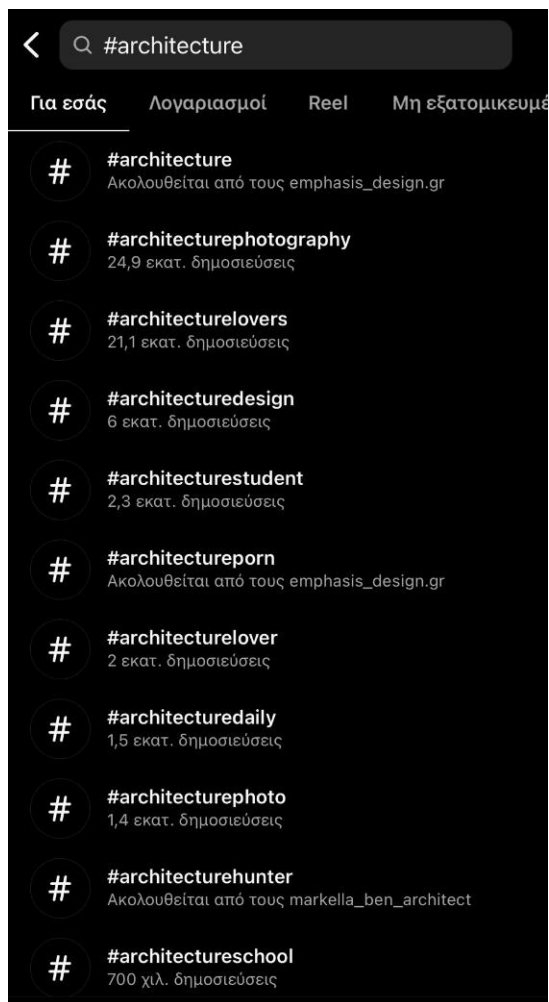 #architecture
Για εσάς Λογαριασμοί Reel Μη εξατομικευμέ
#
#architecture
Ακολουθείται από τους emphasis_design.gr
#
#architecturephotography
24,9 εκατ. δημοσιεύσεις
#
#architecturelovers
21,1 εκατ. δημοσιεύσεις
#
#architecturedesign
6 εκατ. δημοσιεύσεις
#
#architecturestudent
2,3 εκατ. δημοσιεύσεις
#
#architectureporn
Ακολουθείται από τους emphasis_design.gr
#
#architecturelover
2 εκατ. δημοσιεύσεις
#
#architecturedaily
1,5 εκατ. δημοσιεύσεις
#
#architecturephoto
1,4 εκατ. δημοσιεύσεις
#
#architecturehunter
Ακολουθείται από τους markella_ben_architect
#
#architectureschool
700 χιλ. δημοσιεύσεις